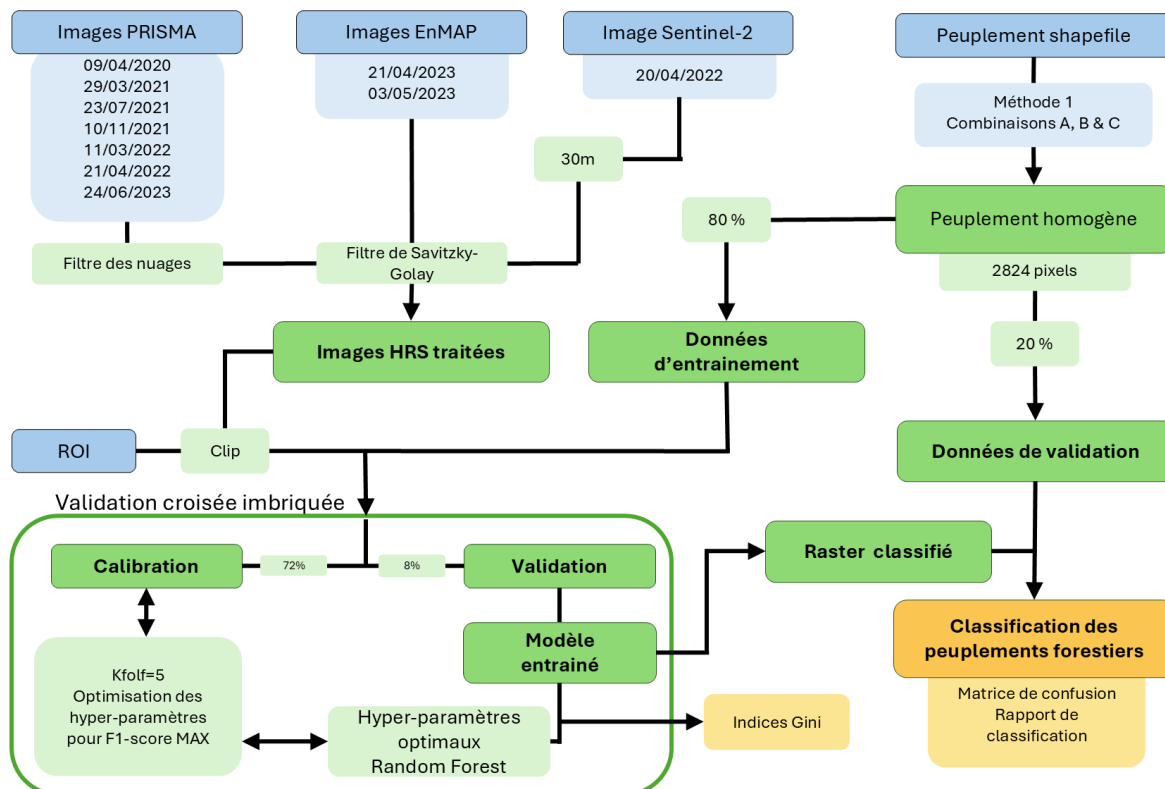 Images PRISMA
09/04/2020
29/03/2021
23/07/2021
10/11/2021
11/03/2022
21/04/2022
24/06/2023
Images EnMAP
21/04/2023
03/05/2023
Image Sentinel-2
20/04/2022
Peuplement shapefile
Méthode 1
Combinaisons A, B & C
30m
80 %
Peuplement homogène
2824 pixels
Filtre des nuages
Filtre de Savitzky-
Golay
20 %
Images HRS traitées
Données
d'entrainement
ROI
Clip
Données de validation
Validation croisée imbriquée
Calibration
72%
8%
Validation
Raster classifié
Modèle
entrainé
Classification des
peuplements forestiers
Matrice de confusion
Rapport de
classification
Kfolf=5
Optimisation des
hyper-paramètres
pour F1-score MAX
Hyper-paramètres
optimaux
Random Forest
Indices Gini